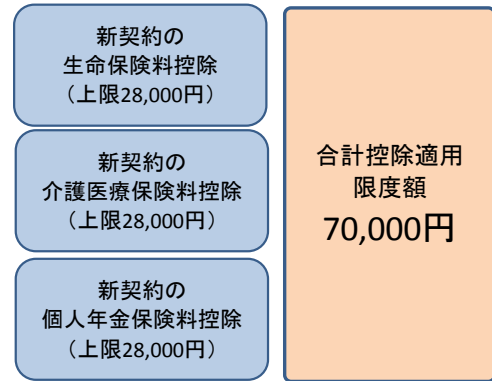 新契約の
生命保険料控除
（上限28,000円）
新契約の
介護医療保険料控除
（上限28,000円）
新契約の
個人年金保険料控除
（上限28,000円）
合計控除適用
限度額
70,000円